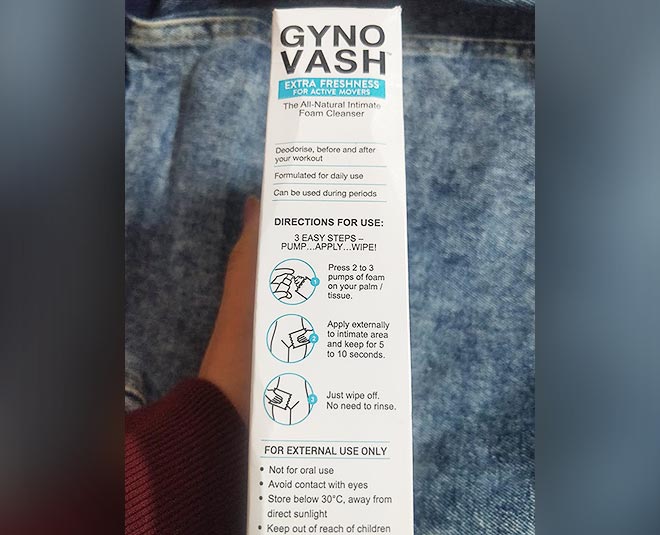 GYNO
VASH™
EXTRA FRESHNESS
FOR ACTIVE MOVERS
The All-Natural Intimate
Foam Cleanser
Deodorise, before and after
your workout
Formulated for daily use
Can be used during periods
DIRECTIONS FOR USE:
3 EASY STEPS –
PUMP...APPLY...WIPE!
1
Press 2 to 3
pumps of foam
on your palm /
tissue.
2
Apply externally
to intimate area
and keep for 5
to 10 seconds.
3
Just wipe off.
No need to rinse.
FOR EXTERNAL USE ONLY
• Not for oral use
• Avoid contact with eyes
• Store below 30°C, away from
direct sunlight
• Keep out of reach of children